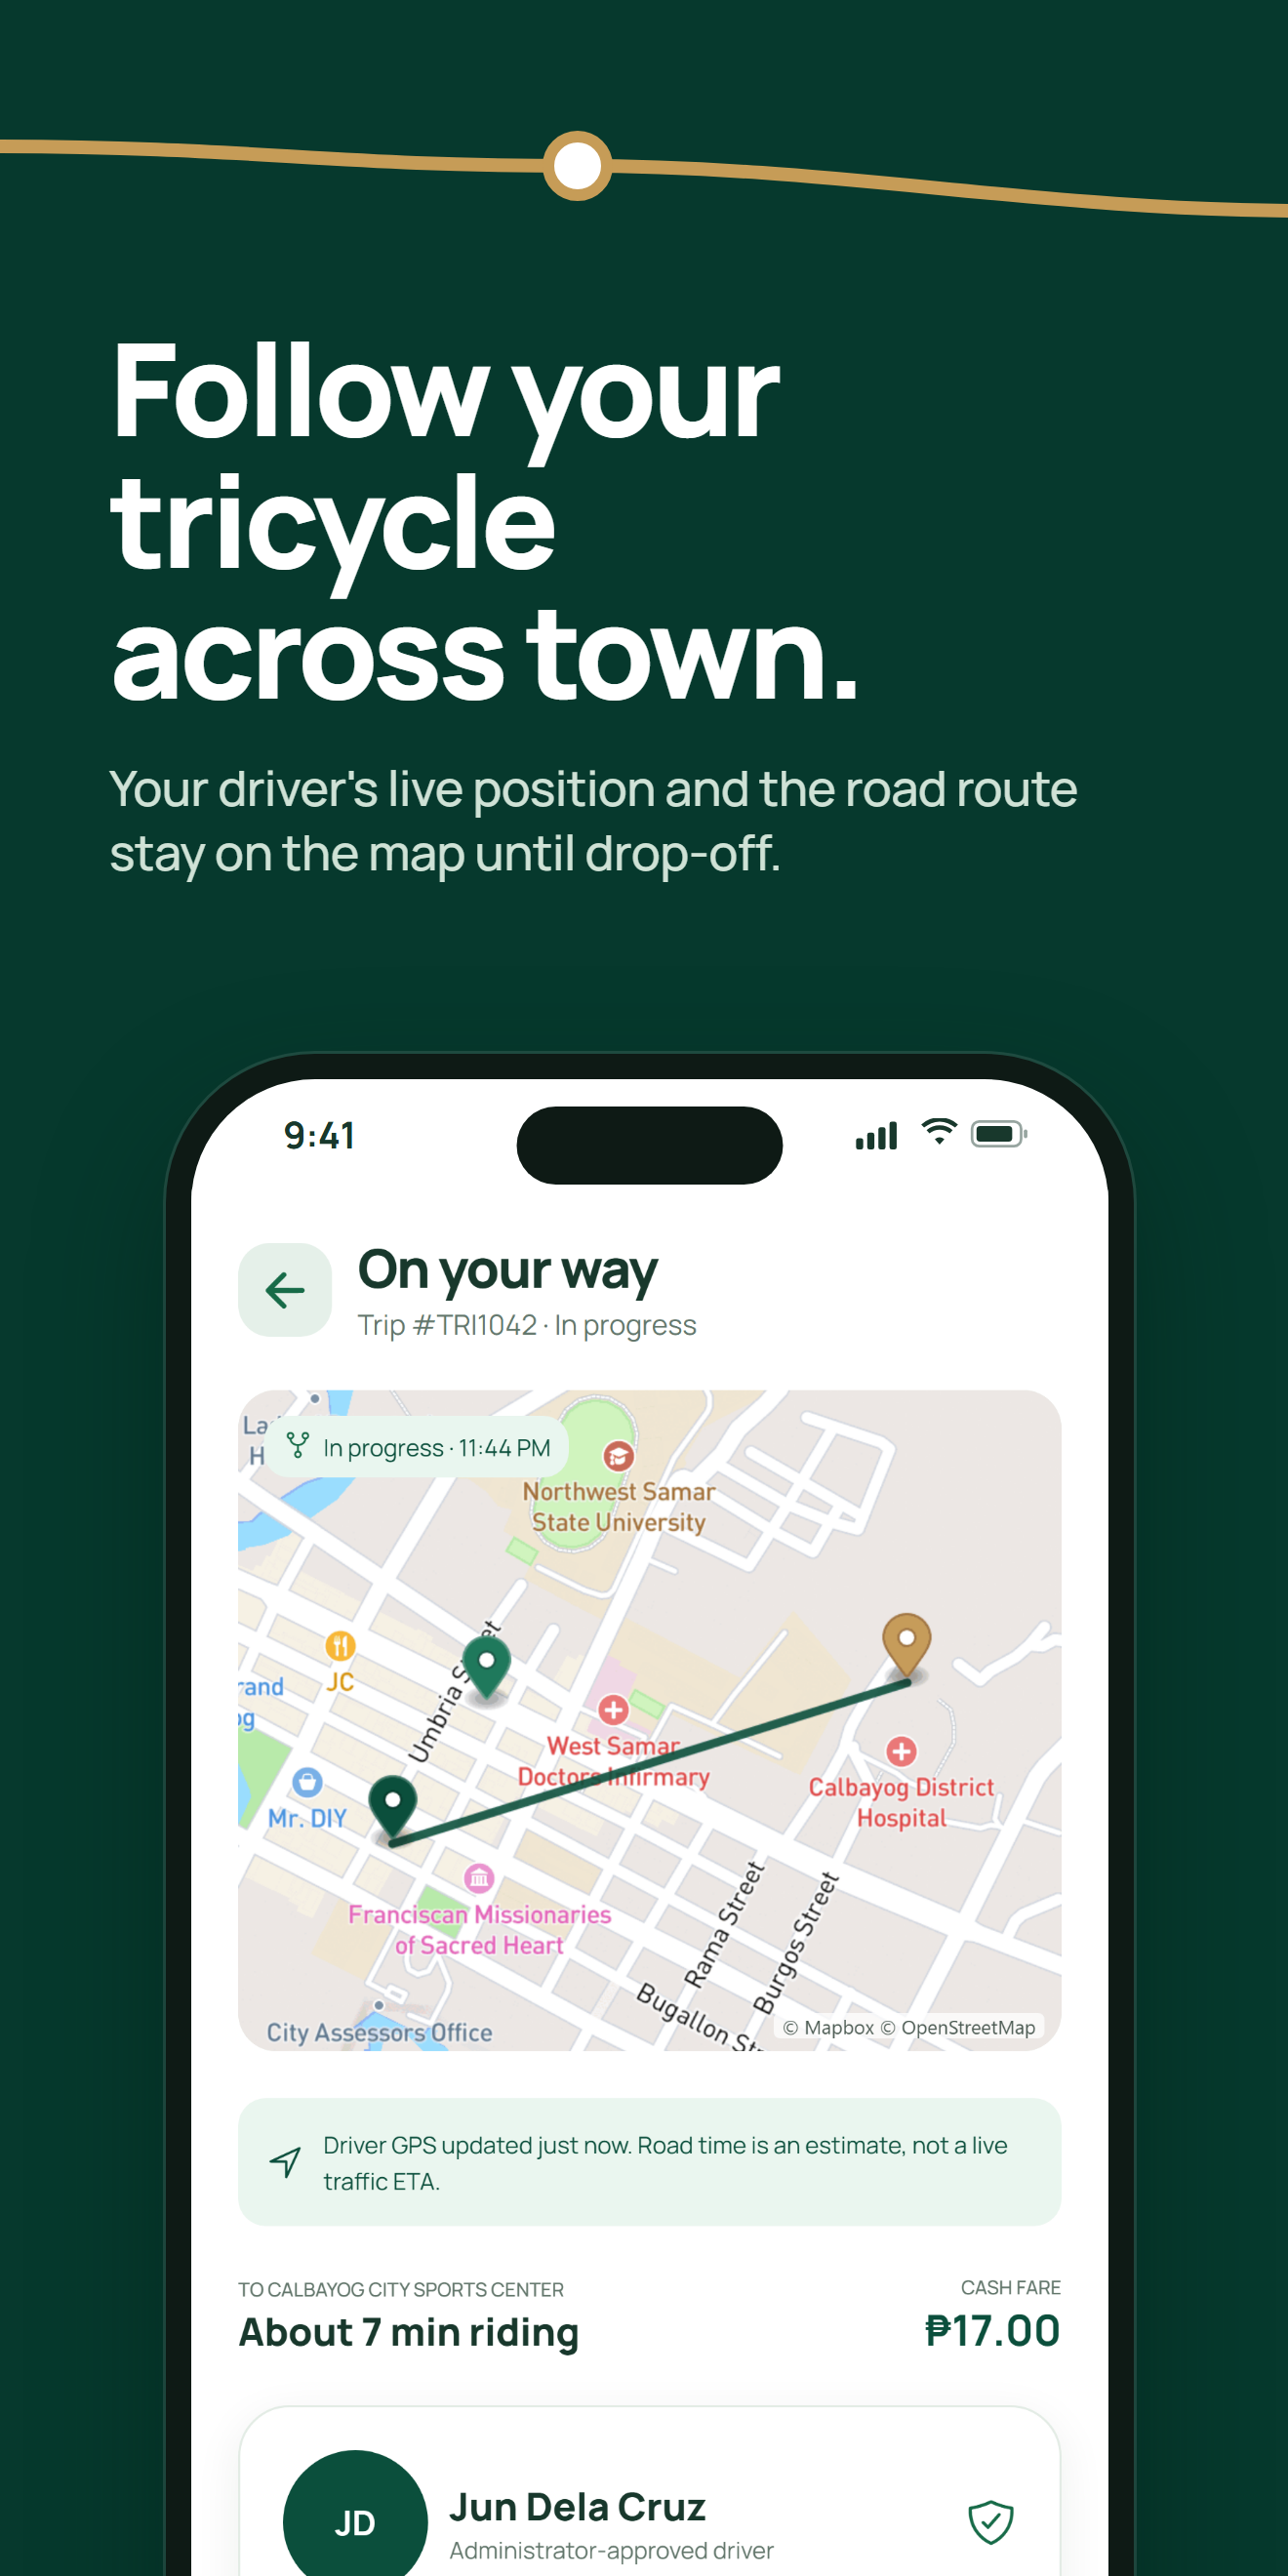 Follow your
tricycle
across town.
Your driver's live position and the road route
stay on the map until drop-off.
9:41
On your way
Trip #TRI1042 · In progress
In progress · 11:44 PM
Northwest Samar
State University
JC
Umbria
West Samar
Doctors Infirmary
Mr. DIY
Calbayog District
Hospital
Franciscan Missionaries
of Sacred Heart
Rama Street
Burgos Street
Bugallon
City Assessors Office
© Mapbox © OpenStreetMap
Driver GPS updated just now. Road time is an estimate, not a live
traffic ETA.
TO CALBAYOG CITY SPORTS CENTER
CASH FARE
About 7 min riding
₱17.00
JD
Jun Dela Cruz
Administrator-approved driver